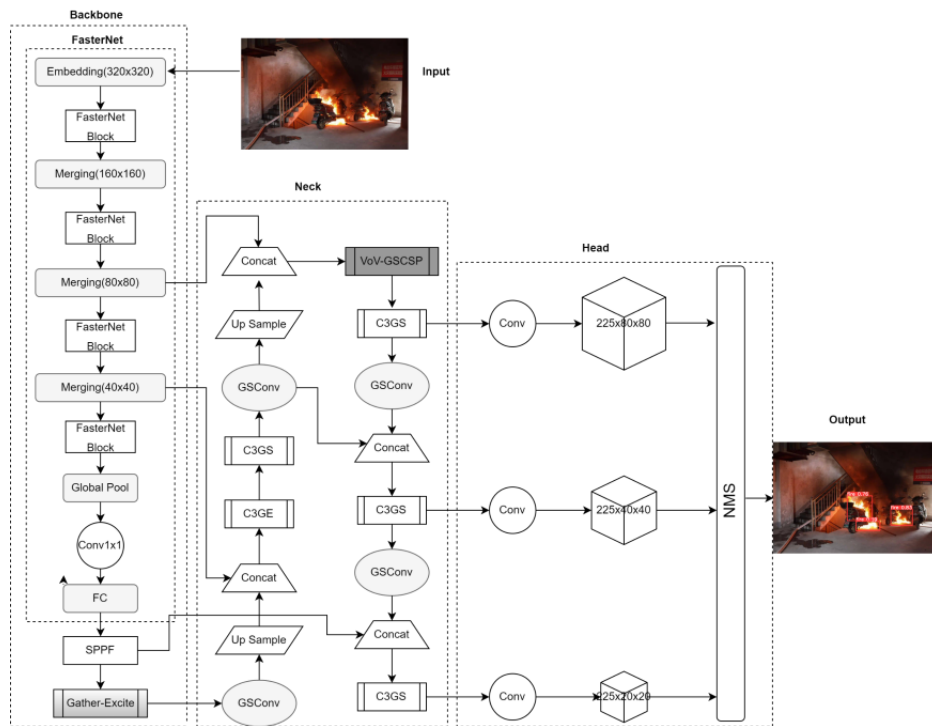 Backbone
FasterNet
Embedding(320x320)
FasterNet
Block
Merging(160x160)
FasterNet
Block
Merging(80x80)
FasterNet
Block
Merging(40x40)
FasterNet
Block
Global Pool
Conv1x1
FC
SPPF
Gather-Excite
Input
Neck
Concat
Up Sample
GSConv
C3GS
C3GE
Concat
Up Sample
GSConv
VoV-GSCSP
C3GS
GSConv
Concat
C3GS
GSConv
Concat
C3GS
Head
Conv
225x80x80
Conv
225x40x40
Conv
225x20x20
NMS
Output